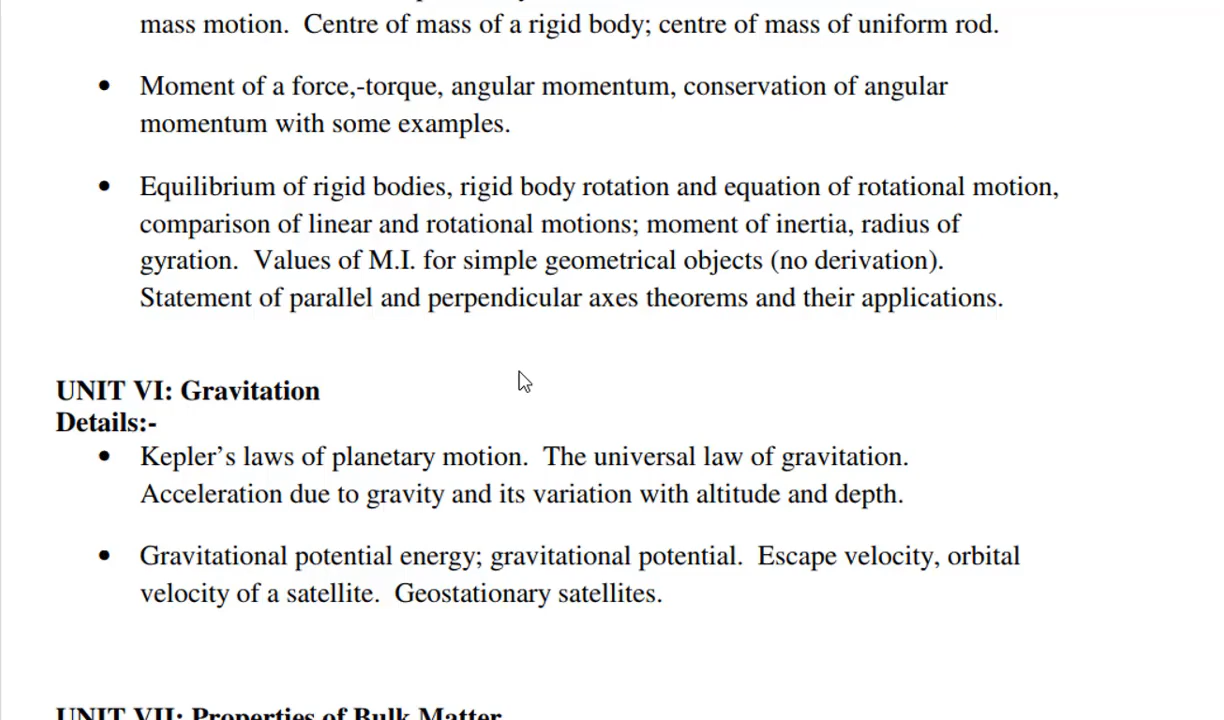 mass motion.  Centre of mass of a rigid body; centre of mass of uniform rod.
• Moment of a force,-torque, angular momentum, conservation of angular
momentum with some examples.
• Equilibrium of rigid bodies, rigid body rotation and equation of rotational motion,
comparison of linear and rotational motions; moment of inertia, radius of
gyration.  Values of M.I. for simple geometrical objects (no derivation).
Statement of parallel and perpendicular axes theorems and their applications.
UNIT VI: Gravitation
Details:-
• Kepler’s laws of planetary motion.  The universal law of gravitation.
Acceleration due to gravity and its variation with altitude and depth.
• Gravitational potential energy; gravitational potential.  Escape velocity, orbital
velocity of a satellite.  Geostationary satellites.
UNIT VII: Properties of Bulk Matter